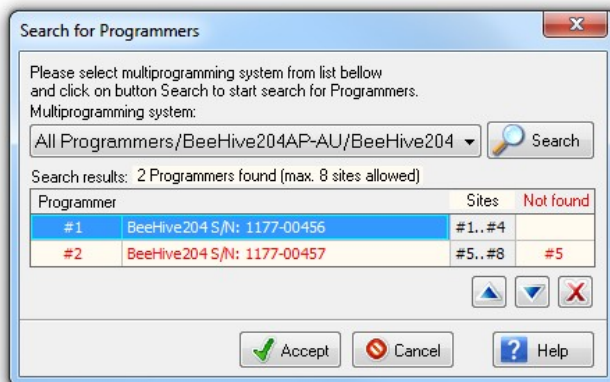 Search for Programmers
Please select multiprogramming system from list bellow
and click on button Search to start search for Programmers.
Multiprogramming system:
All Programmers/BeeHive204AP-AU/BeeHive204
Search
Search results: 2 Programmers found (max. 8 sites allowed)
Programmer Sites Not found
#1 BeeHive204 S/N: 1177-00456 #1..#4
#2 BeeHive204 S/N: 1177-00457 #5..#8 #5
Accept Cancel ? Help